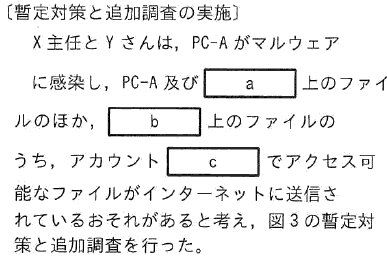 〔暫定対策と追加調査の実施〕
X主任とYさんは，PC-Aがマルウェア
に感染し，PC-A及び a 上のファイ
ルのほか， b 上のファイルの
うち，アカウント c でアクセス可
能なファイルがインターネットに送信さ
れているおそれがあると考え，図3の暫定対
策と追加調査を行った。